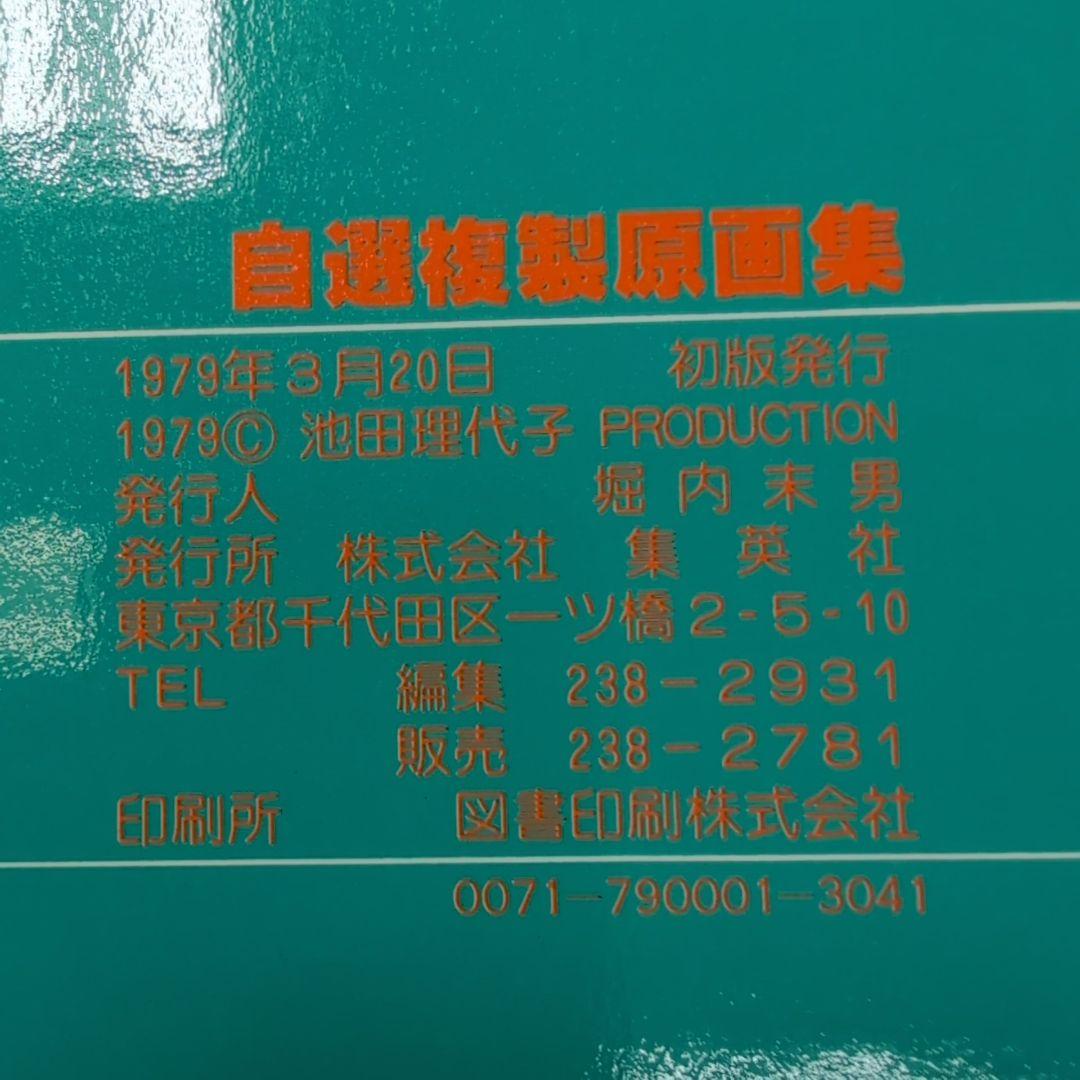 自選複製原画集
1979年3月20日 初版発行
1979© 池田理代子 PRODUCTION
発行人 堀内末男
発行所 株式会社 集英社
東京都千代田区一ツ橋2-5-10
TEL 編集 238-2931
販売 238-2781
印刷所 図書印刷株式会社
0071-790001-3041